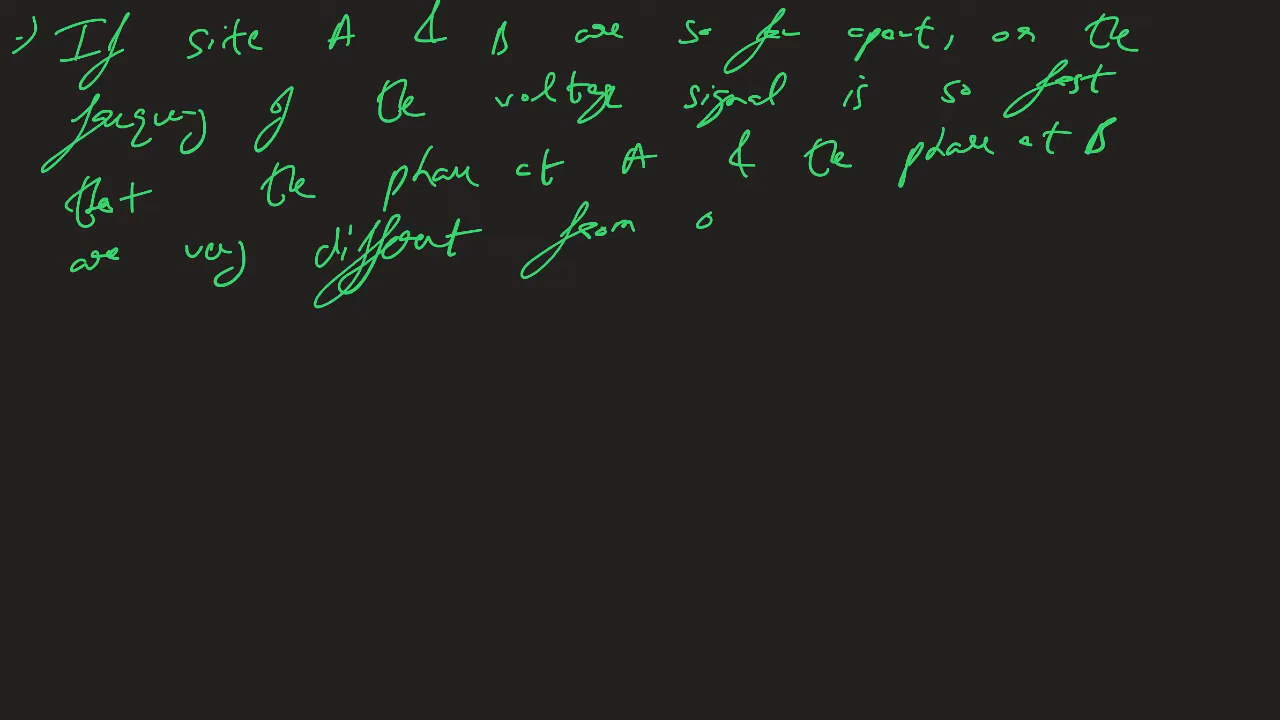 =) If site A & B are so far apart, or the
frequency of the voltage signal is so fast
that the phase at A & the phase at B
are very different from o